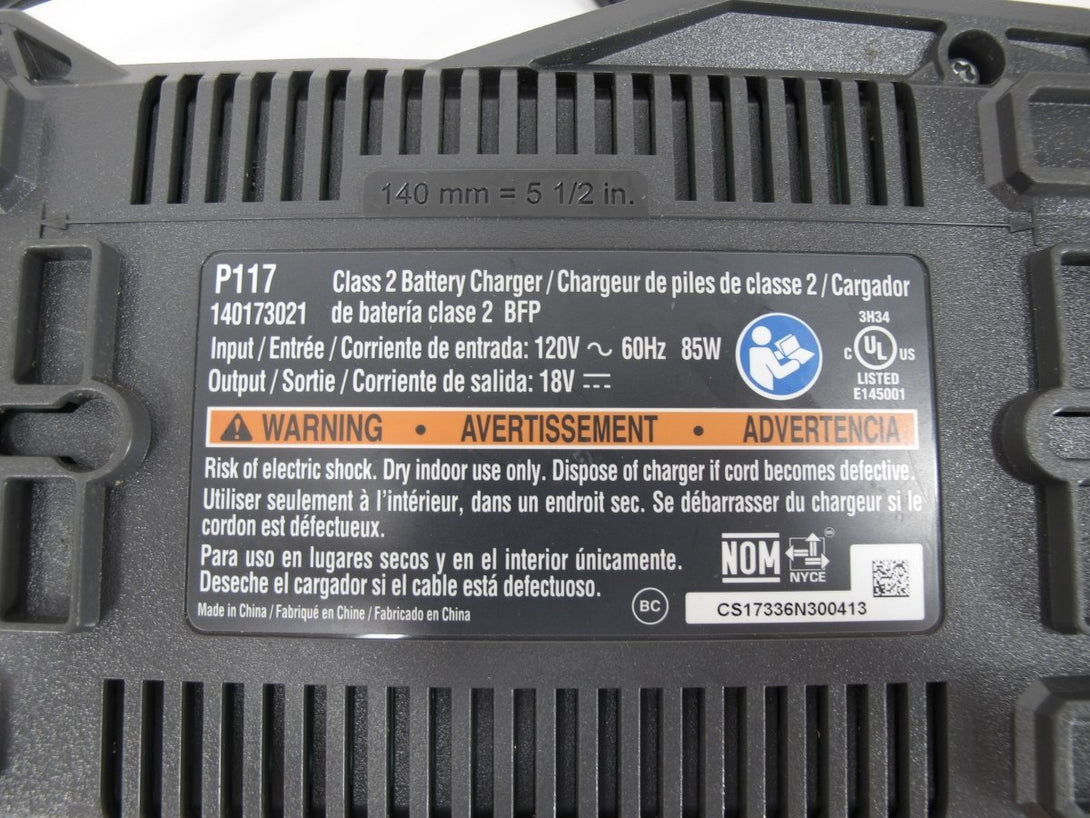 140 mm = 5 1/2 in.
P117
140173021
Class 2 Battery Charger / Chargeur de piles de classe 2 / Cargador
de batería clase 2 BFP
Input / Entrée / Corriente de entrada: 120V ~ 60Hz 85W
Output / Sortie / Corriente de salida: 18V ⎓
3H34
C UL US
LISTED
E145001
WARNING • AVERTISSEMENT • ADVERTENCIA
Risk of electric shock. Dry indoor use only. Dispose of charger if cord becomes defective.
Utiliser seulement à l'intérieur, dans un endroit sec. Se débarrasser du chargeur si le
cordon est défectueux.
Para uso en lugares secos y en el interior únicamente.
Deseche el cargador si el cable está defectuoso.
Made in China / Fabriqué en Chine / Fabricado en China
NOM
NYCE
BC
CS17336N300413